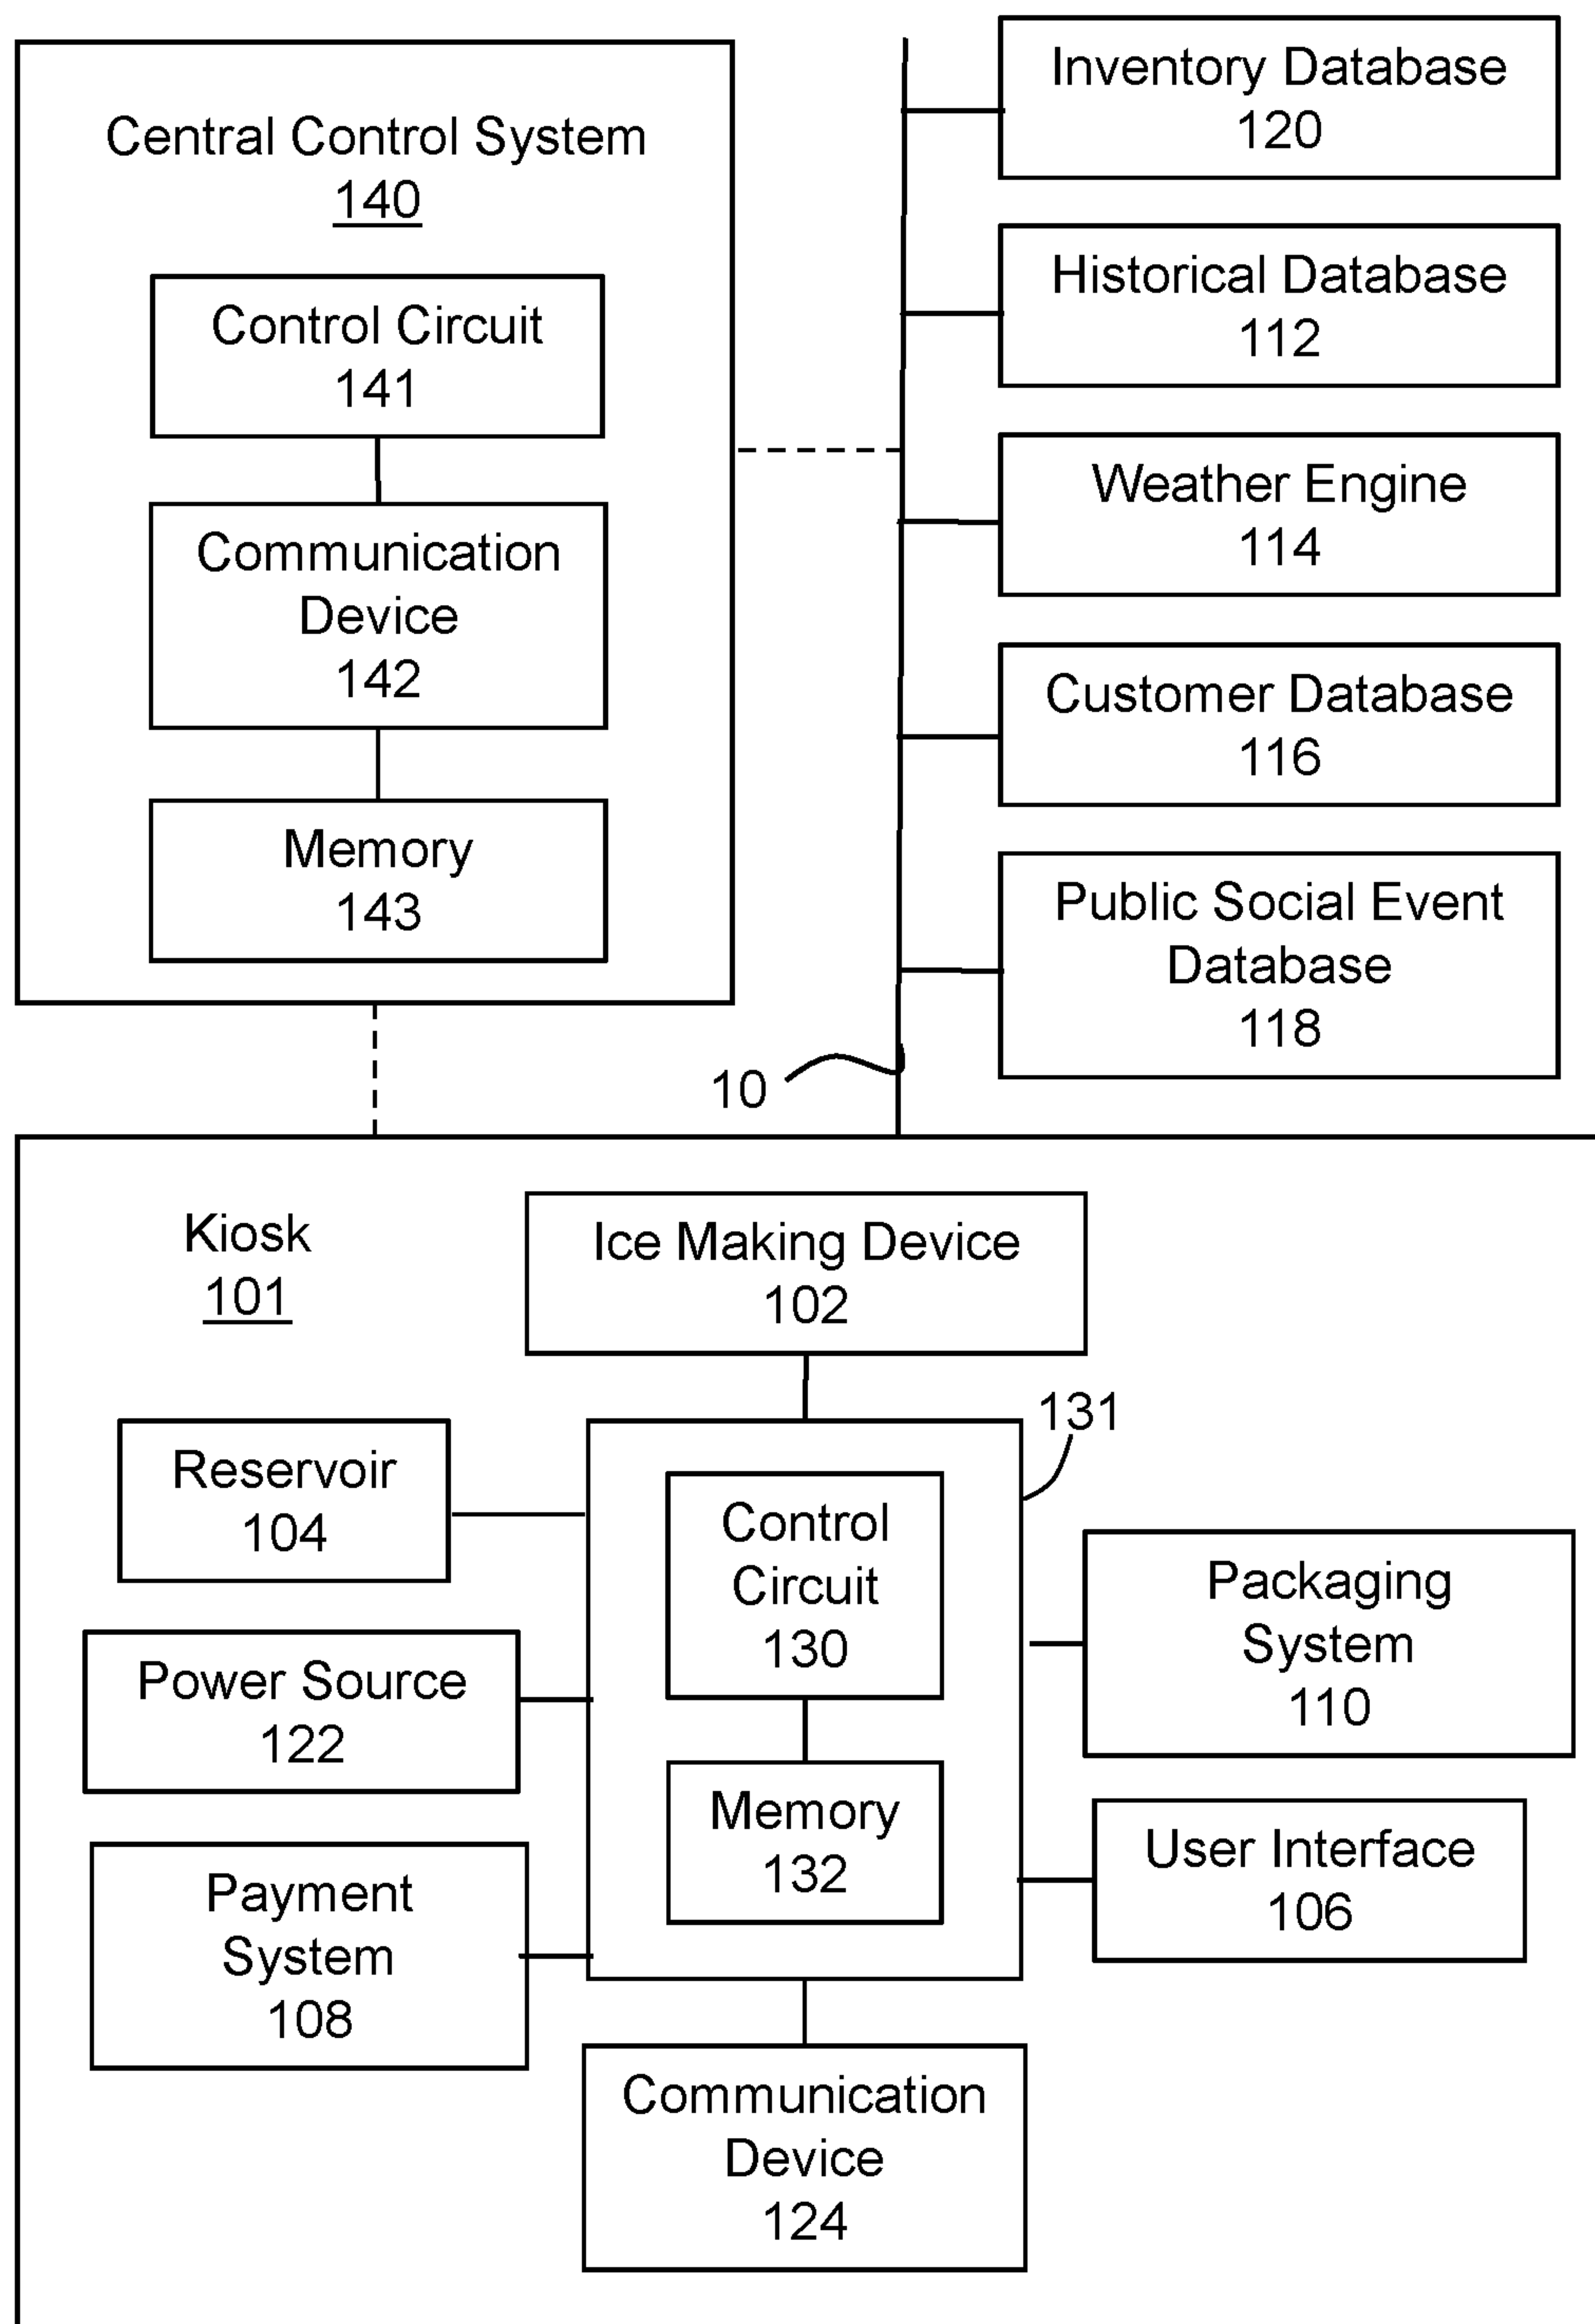 Central Control System
140
Control Circuit
141
Communication
Device
142
Memory
143
Inventory Database
120
Historical Database
112
Weather Engine
114
Customer Database
116
Public Social Event
Database
118
10
Kiosk
101
Ice Making Device
102
131
Reservoir
104
Control
Circuit
130
Packaging
System
110
Power Source
122
Memory
132
User Interface
106
Payment
System
108
Communication
Device
124